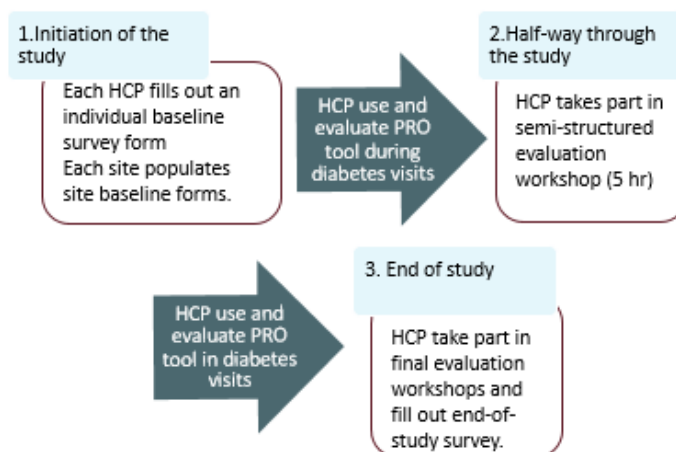 1.Initiation of the
study
Each HCP fills out an
individual baseline
survey form
Each site populates
site baseline forms.
HCP use and
evaluate PRO
tool during
diabetes visits
2.Half-way through
the study
HCP takes part in
semi-structured
evaluation
workshop (5 hr)
HCP use and
evaluate PRO
tool in diabetes
visits
3. End of study
HCP take part in
final evaluation
workshops and
fill out end-of-
study survey.